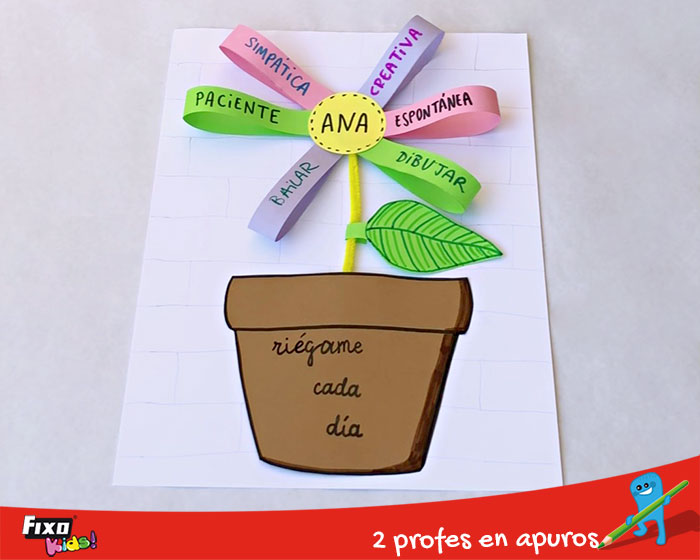 SIMPÁTICA
CREATIVA
PACIENTE
ANA
ESPONTÁNEA
BAILAR
DIBUJAR
riégame
cada
día
Fixo
Kids!
2 profes en apuros